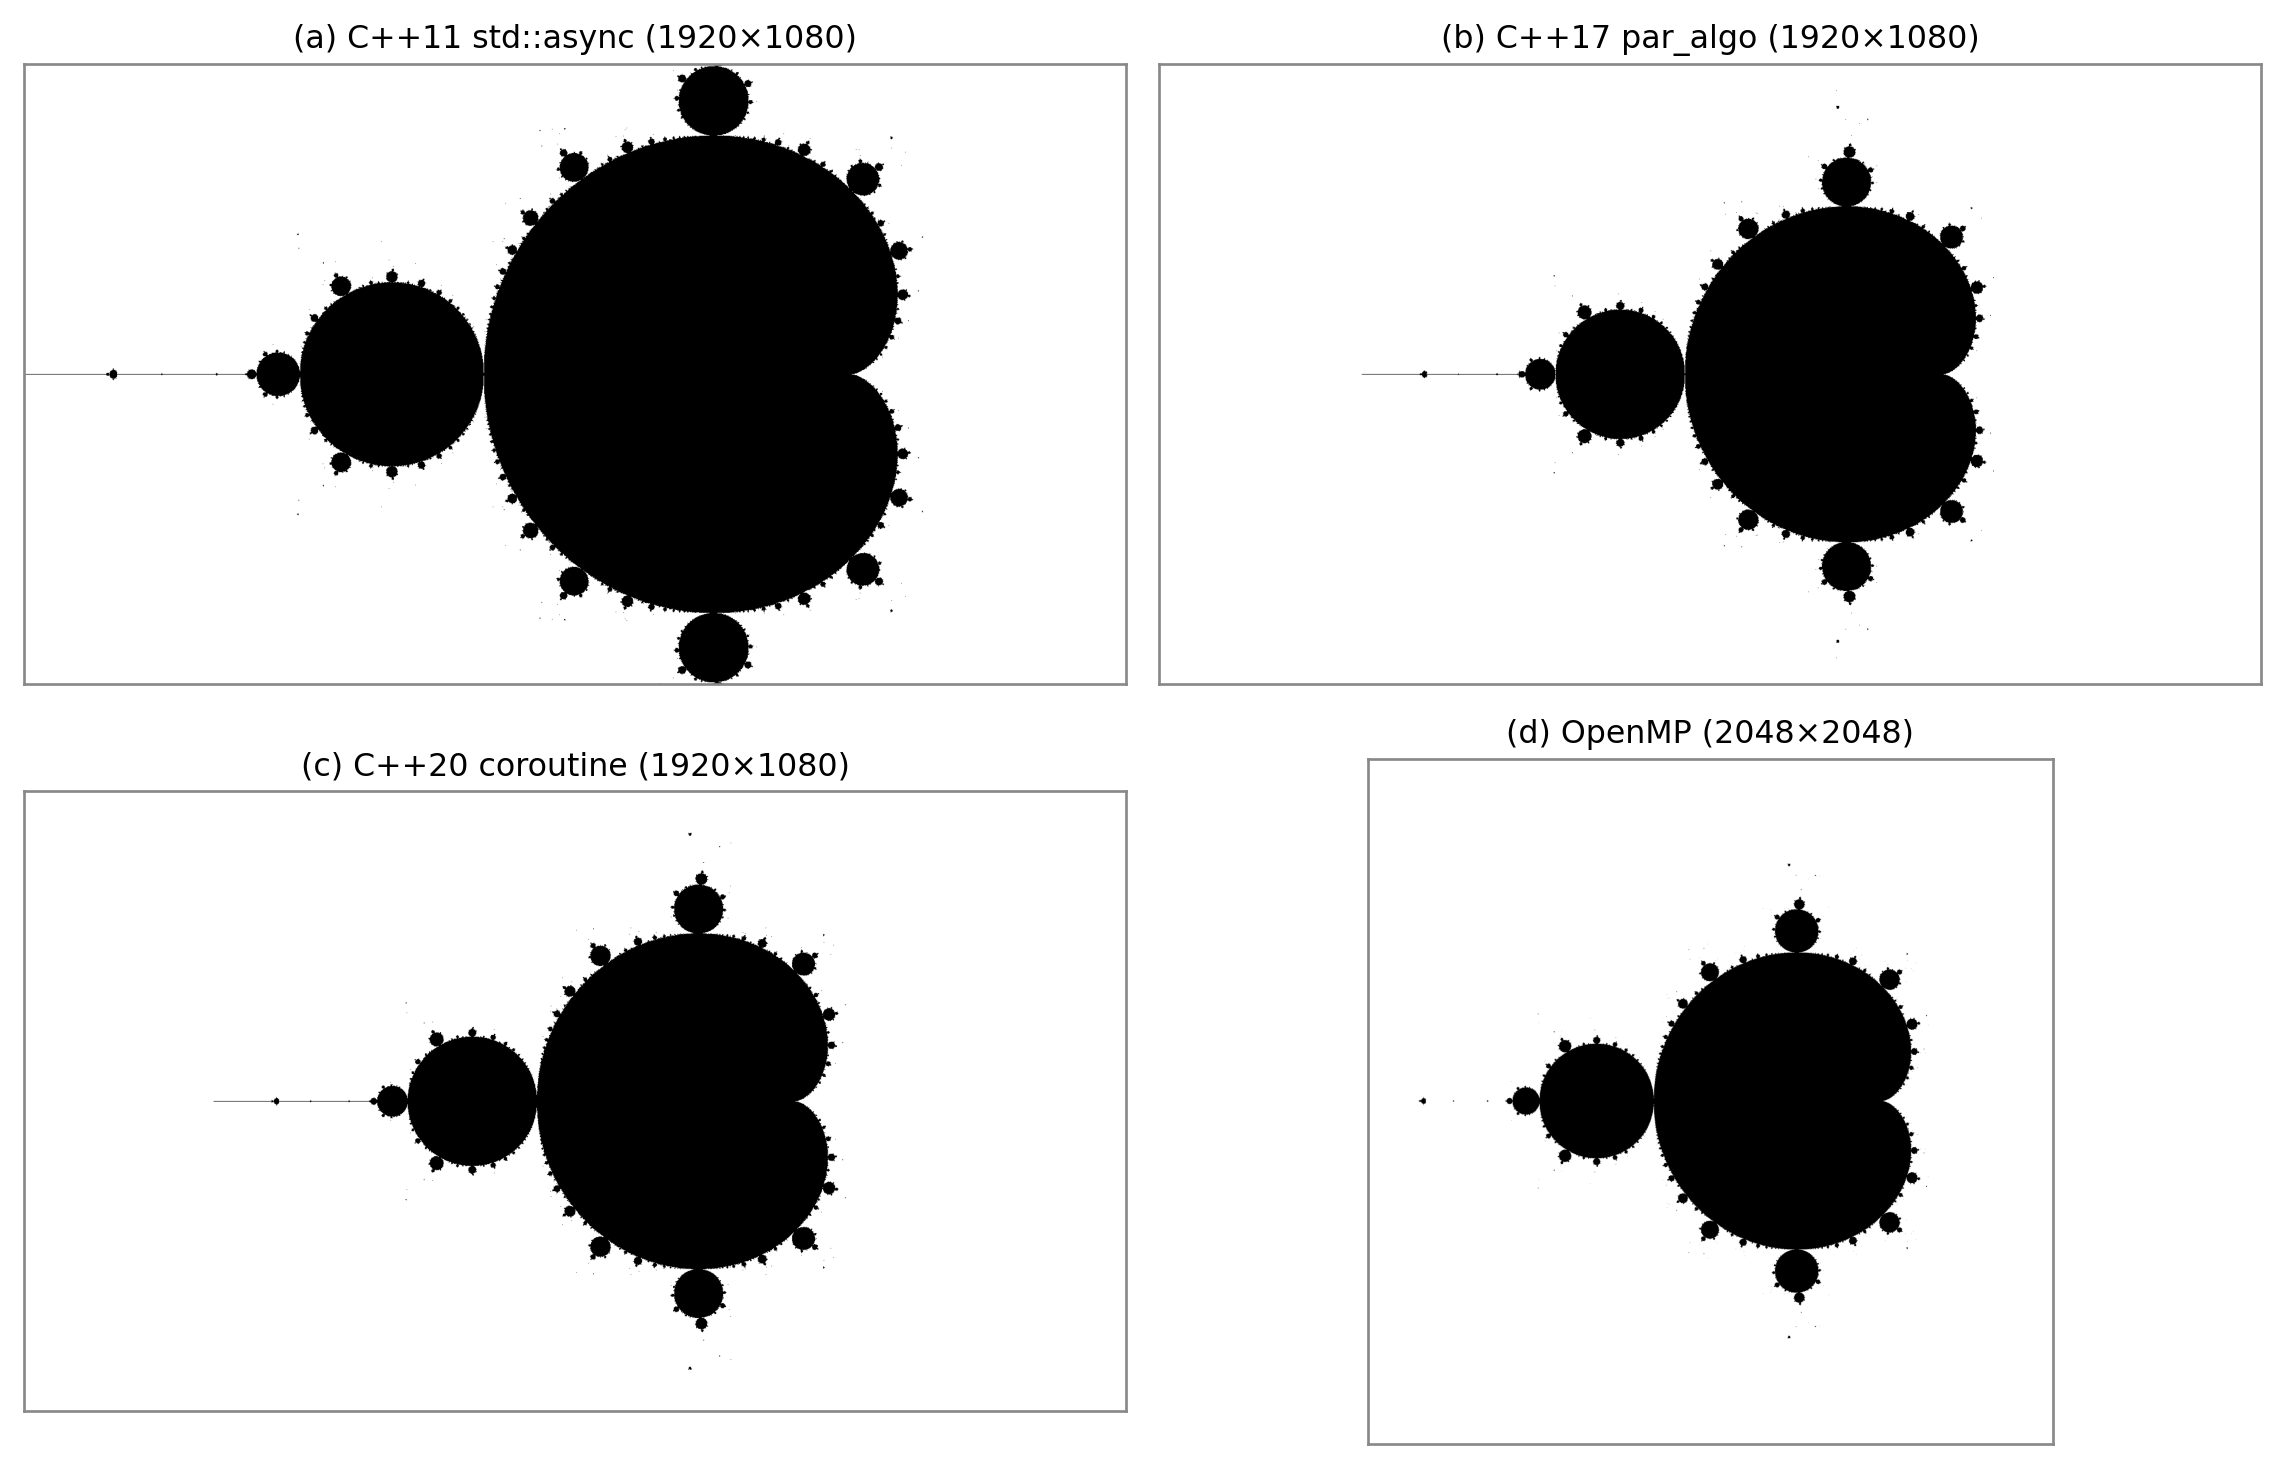 (a) C++11 std::async (1920×1080)
(b) C++17 par_algo (1920×1080)
(c) C++20 coroutine (1920×1080)
(d) OpenMP (2048×2048)